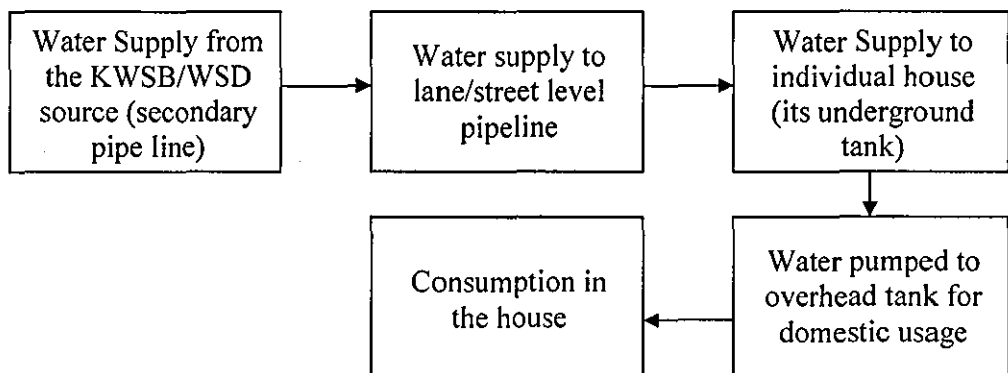 Water Supply from
the KWSB/WSD
source (secondary
pipe line)
Water supply to
lane/street level
pipeline
Water Supply to
individual house
(its underground
tank)
Water pumped to
overhead tank for
domestic usage
Consumption in
the house